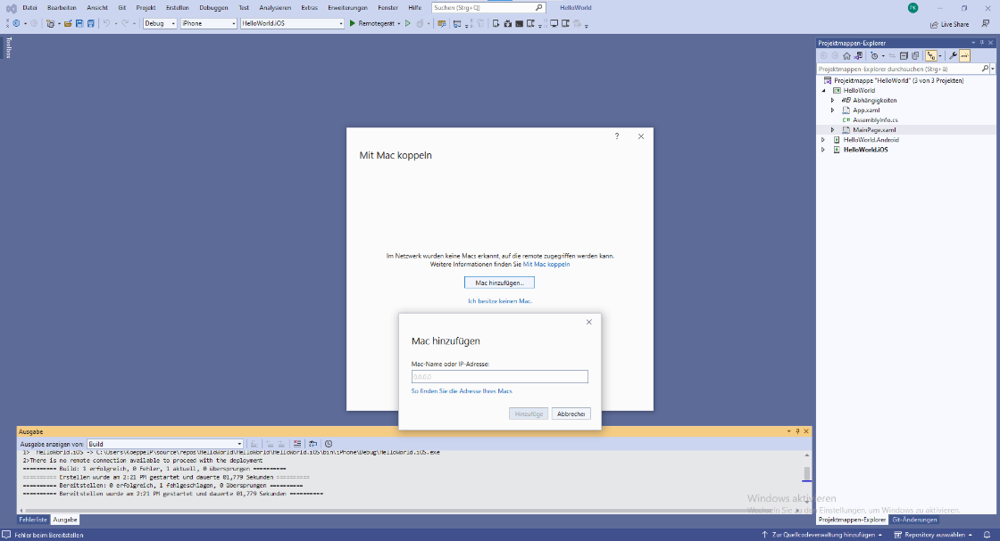 Datei Bearbeiten Ansicht Git Projekt Erstellen Debuggen Test Analysieren Extras Erweiterungen Fenster Hilfe Suchen (Strg+Q) HelloWorld PK
Debug iPhone HelloWorld.iOS Remotegerät Live Share
Toolbox
Projektmappen-Explorer
Projektmappen-Explorer durchsuchen (Strg+ü)
Projektmappe "HelloWorld" (3 von 3 Projekten)
HelloWorld
Abhängigkeiten
App.xaml
C# AssemblyInfo.cs
MainPage.xaml
HelloWorld.Android
HelloWorld.iOS
?
Mit Mac koppeln
Im Netzwerk wurden keine Macs erkannt, auf die remote zugegriffen werden kann.
Weitere Informationen finden Sie Mit Mac koppeln
Mac hinzufügen...
Ich besitze keinen Mac.
Mac hinzufügen
Mac-Name oder IP-Adresse:
0.0.0.0
So finden Sie die Adresse Ihres Macs
Hinzufüge Abbrechei
Ausgabe
Ausgabe anzeigen von: Build
1> HelloWorld.iOS -> C:\Users\KoeppelP\source\repos\HelloWorld\HelloWorld\HelloWorld.iOS\bin\iPhone\Debug\HelloWorld.iOS.exe
2>There is no remote connection available to proceed with the deployment
========== Build: 1 erfolgreich, 0 Fehler, 1 aktuell, 0 übersprungen ==========
========== Erstellen wurde am 2:21 PM gestartet und dauerte 01,779 Sekunden ==========
========== Bereitstellen: 0 erfolgreich, 1 fehlgeschlagen, 0 übersprungen ==========
========== Bereitstellen wurde am 2:21 PM gestartet und dauerte 01,779 Sekunden ==========
Windows aktivieren
Wechseln Sie zu den Einstellungen, um Windows zu aktivieren.
Fehlerliste Ausgabe
Projektmappen-Explorer Git-Änderungen
Fehler beim Bereitstellen
Zur Quellcodeverwaltung hinzufügen Repository auswählen